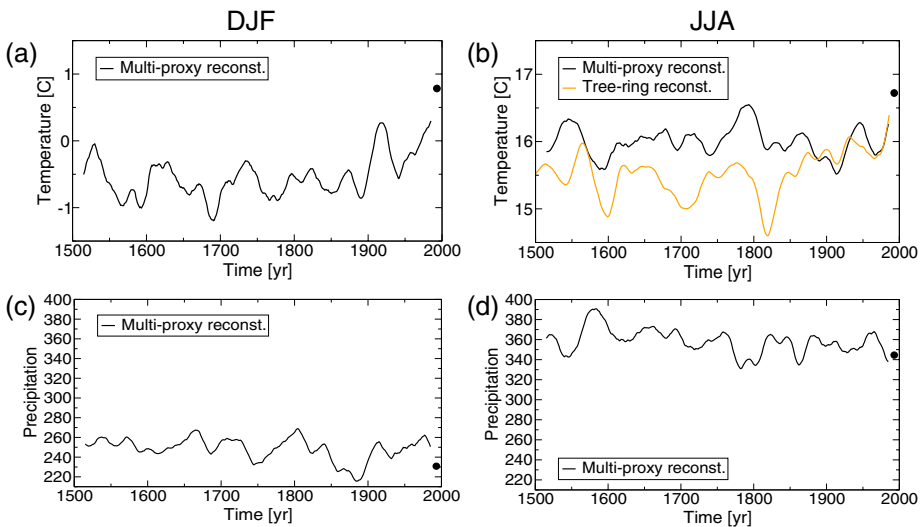 DJF
JJA
(a)
Multi-proxy reconst.
Temperature [C]
1
0
-1
1500 1600 1700 1800 1900 2000
Time [yr]
(b)
Multi-proxy reconst.
Tree-ring reconst.
Temperature [C]
17
16
15
1500 1600 1700 1800 1900 2000
Time [yr]
(c)
Multi-proxy reconst.
Precipitation
400
380
360
340
320
300
280
260
240
220
1500 1600 1700 1800 1900 2000
Time [yr]
(d)
Multi-proxy reconst.
Precipitation
400
380
360
340
320
300
280
260
240
220
1500 1600 1700 1800 1900 2000
Time [yr]